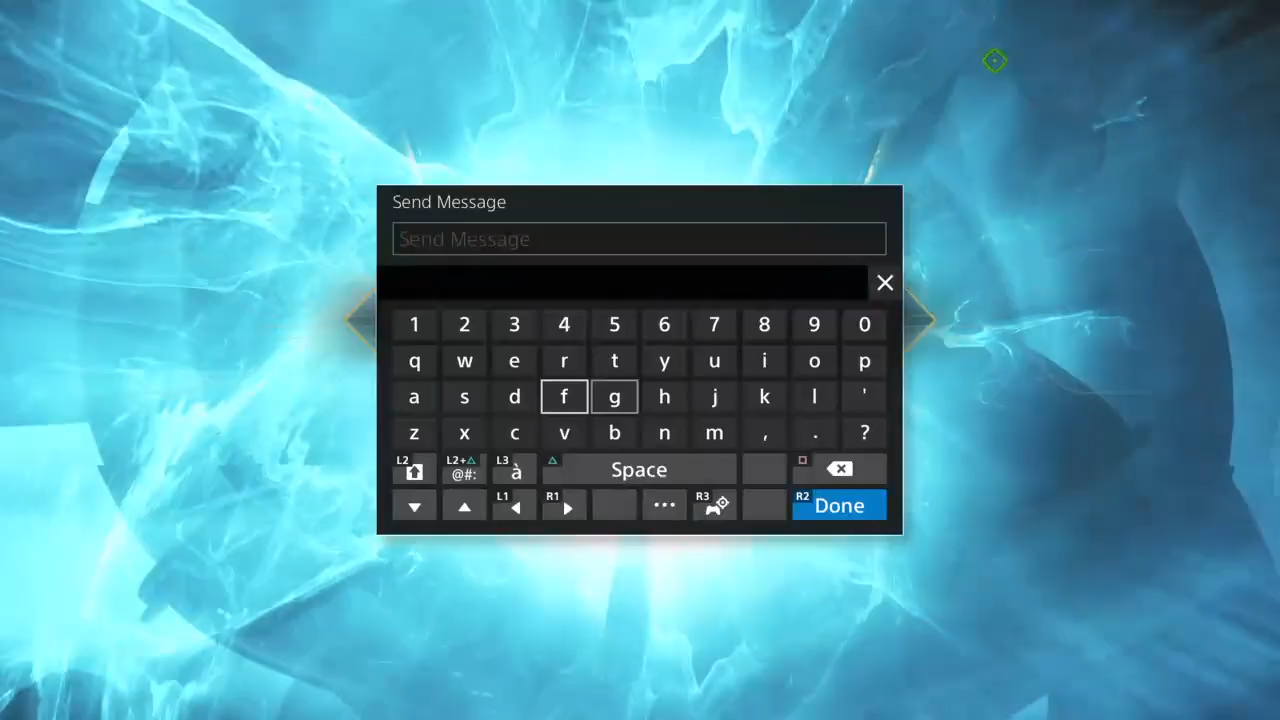 Send Message
Send Message
1 2 3 4 5 6 7 8 9 0
q w e r t y u i o p
a s d f g h j k l '
z x c v b n m , . ?
L2 L2+△ @#: L3 à △ Space □
L1 R1 ... R3 R2 Done